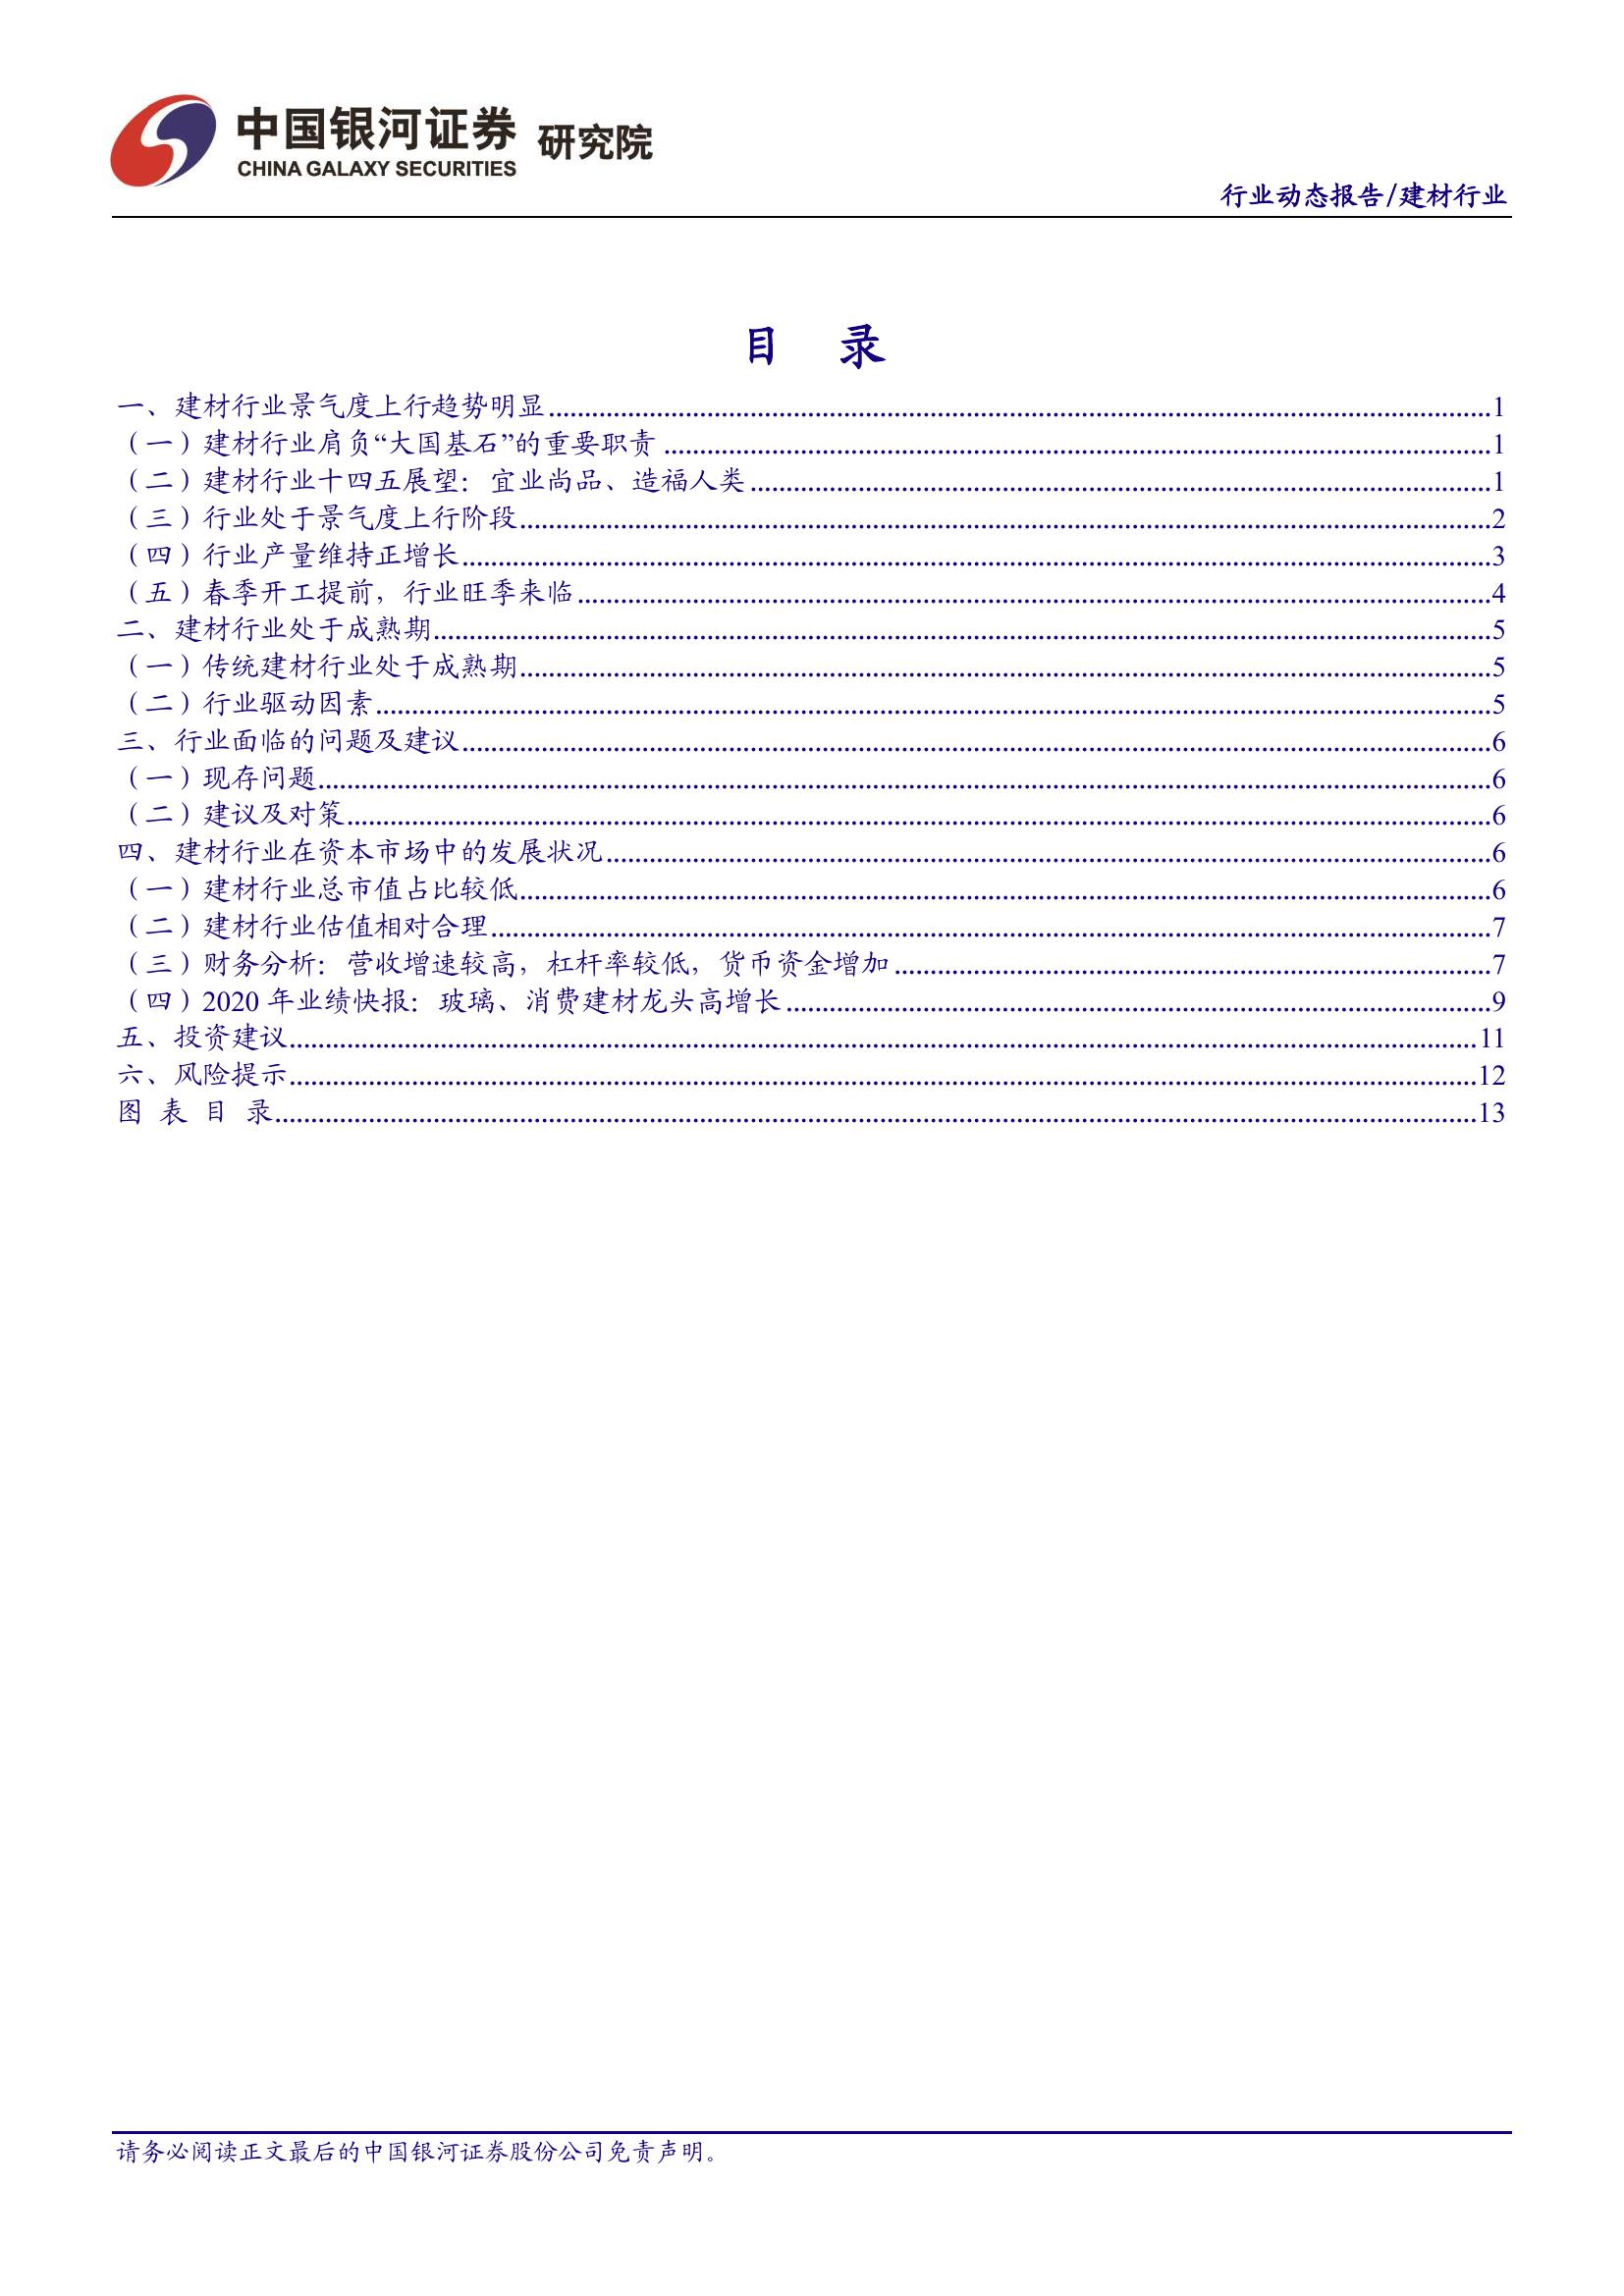 中国银河证券 研究院
CHINA GALAXY SECURITIES
行业动态报告/建材行业
目 录
一、建材行业景气度上行趋势明显1
（一）建材行业肩负“大国基石”的重要职责1
（二）建材行业十四五展望：宜业尚品、造福人类1
（三）行业处于景气度上行阶段2
（四）行业产量维持正增长3
（五）春季开工提前，行业旺季来临4
二、建材行业处于成熟期5
（一）传统建材行业处于成熟期5
（二）行业驱动因素5
三、行业面临的问题及建议6
（一）现存问题6
（二）建议及对策6
四、建材行业在资本市场中的发展状况6
（一）建材行业总市值占比较低6
（二）建材行业估值相对合理7
（三）财务分析：营收增速较高，杠杆率较低，货币资金增加7
（四）2020 年业绩快报：玻璃、消费建材龙头高增长9
五、投资建议11
六、风险提示12
图 表 目 录13
请务必阅读正文最后的中国银河证券股份公司免责声明。